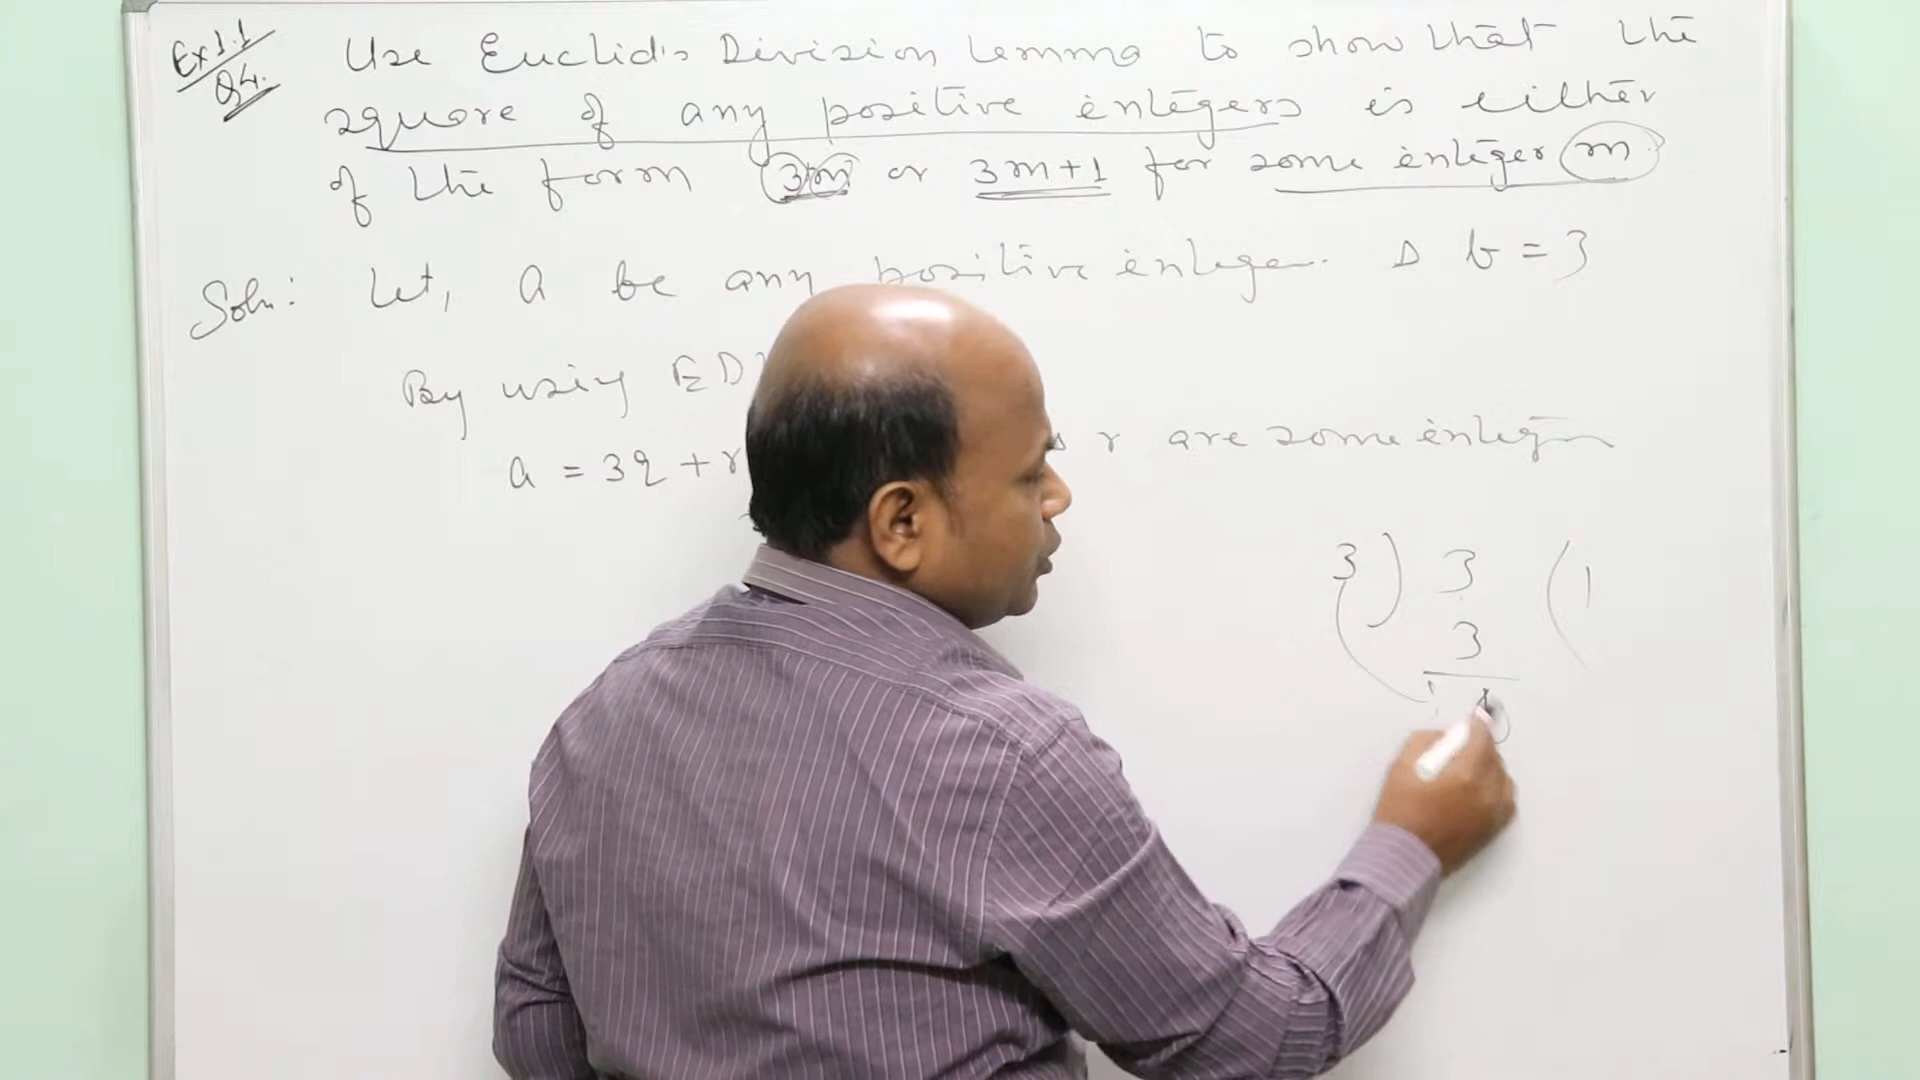 Ex 1.1
Q4.
Use Euclid's Division Lemma to show that the
square of any positive integers is either
of the form 3m or 3m+1 for some integer m
Soln: Let, a be any positive integer. & b = 3
By using ED
a = 3q + r
r are some integer
3 ) 3 ( 1
3